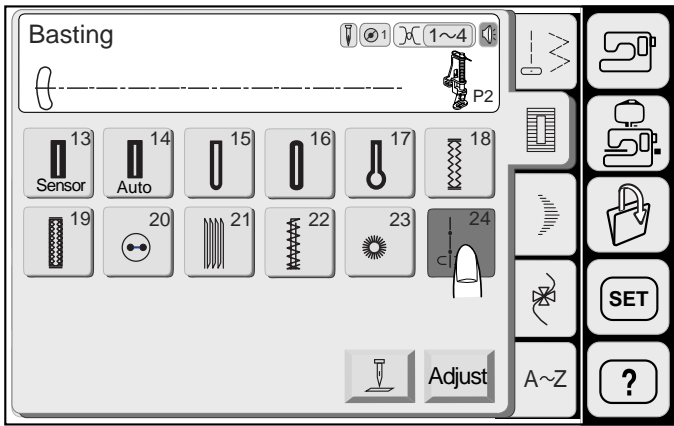 Basting
1 1~4
P2
13 14 15 16 17 18
Sensor Auto
19 20 21 22 23 24
SET
Adjust A~Z ?